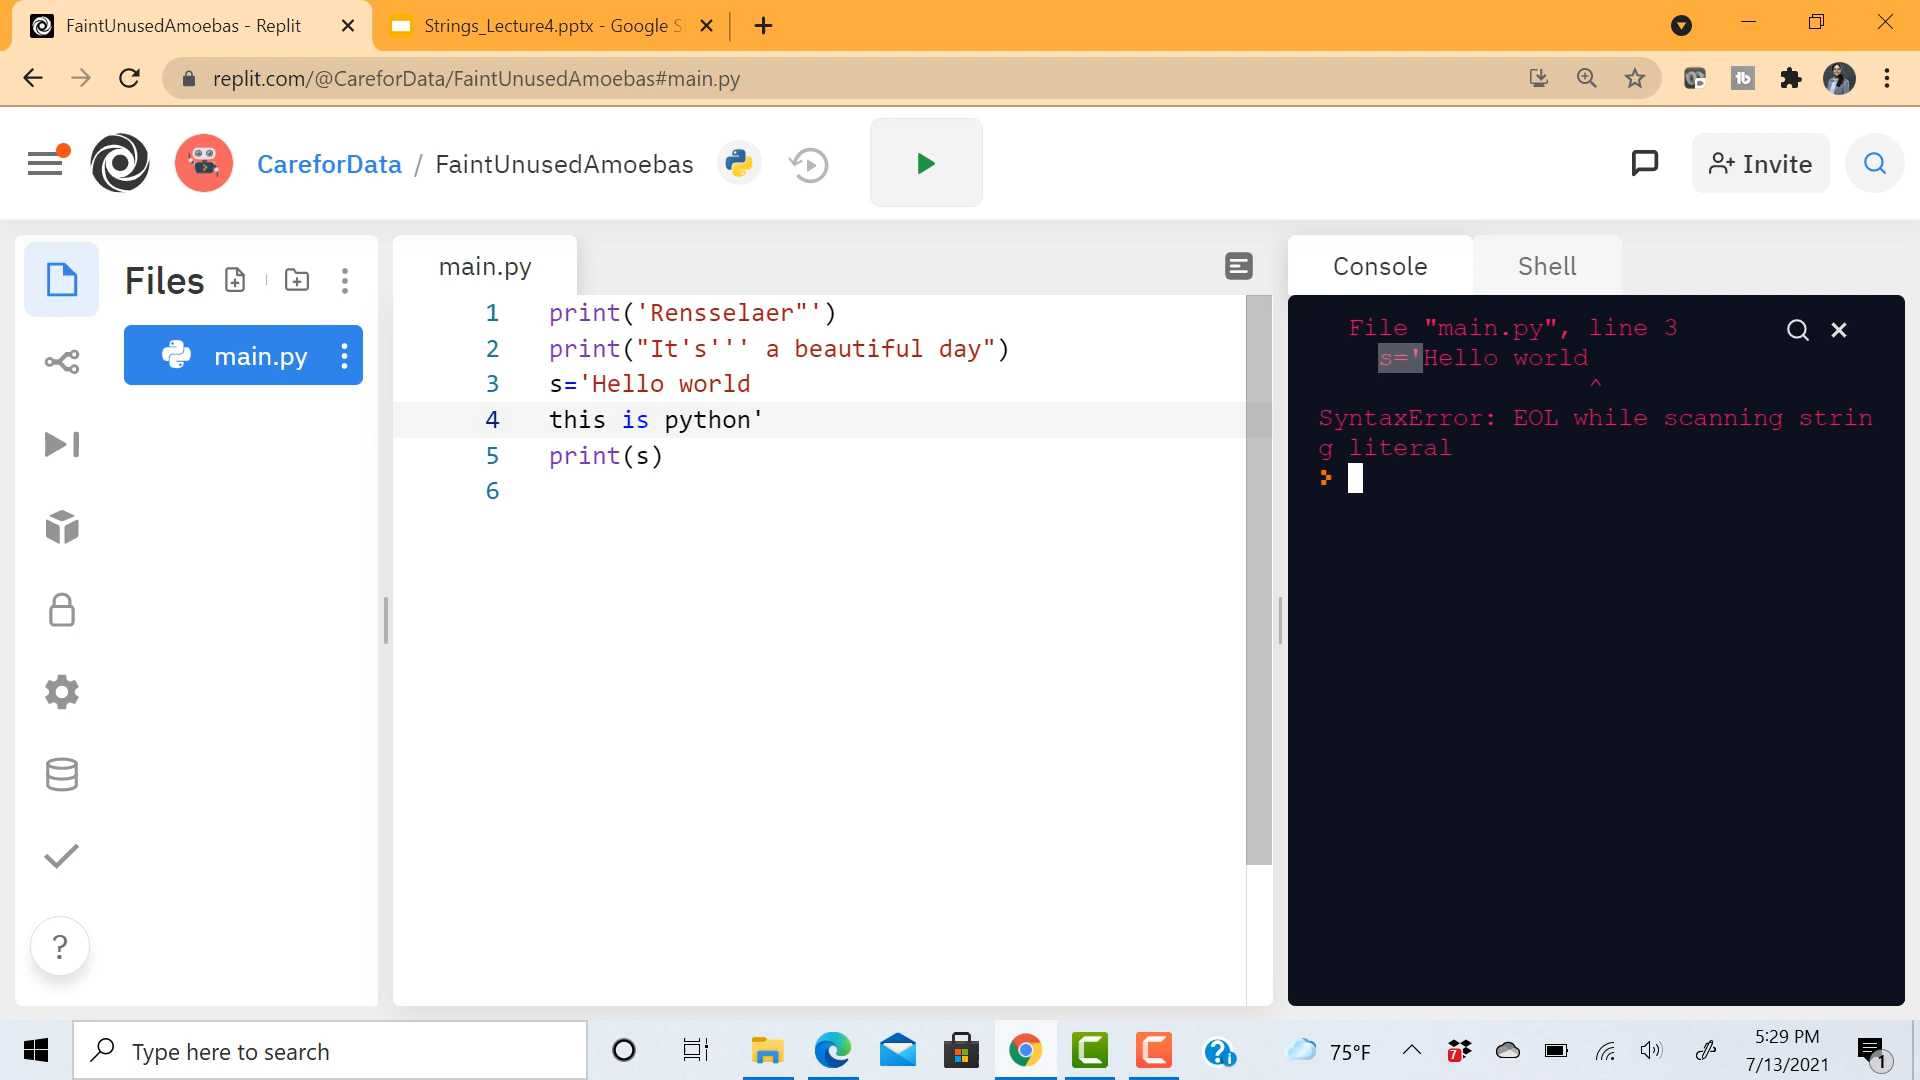 FaintUnusedAmoebas - Replit
Strings_Lecture4.pptx - Google S
replit.com/@CareforData/FaintUnusedAmoebas#main.py
CareforData / FaintUnusedAmoebas
Invite
Files
main.py
main.py
1 print('Rensselaer"')
2 print("It's''' a beautiful day")
3 s='Hello world
4 this is python'
5 print(s)
6
Console
Shell
File "main.py", line 3
s='Hello world
^
SyntaxError: EOL while scanning strin
g literal
?
Type here to search
75°F
7
5:29 PM
7/13/2021
1